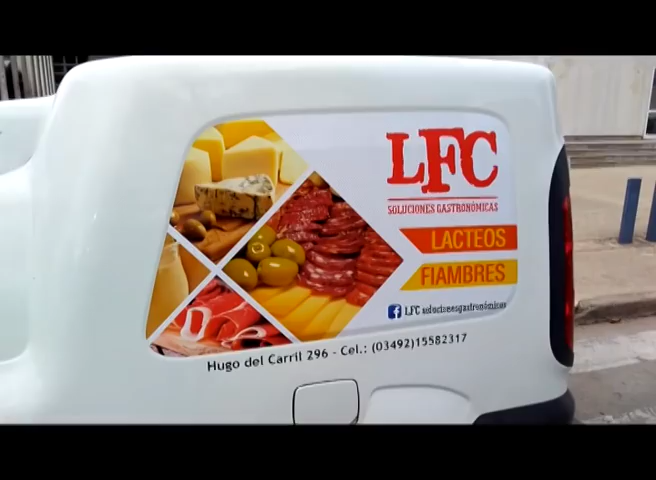 LFC
SOLUCIONES GASTRONÓMICAS
LACTEOS
FIAMBRES
LFC solucionesgastronómicas
Hugo del Carril 296 - Cel.: (03492)15582317